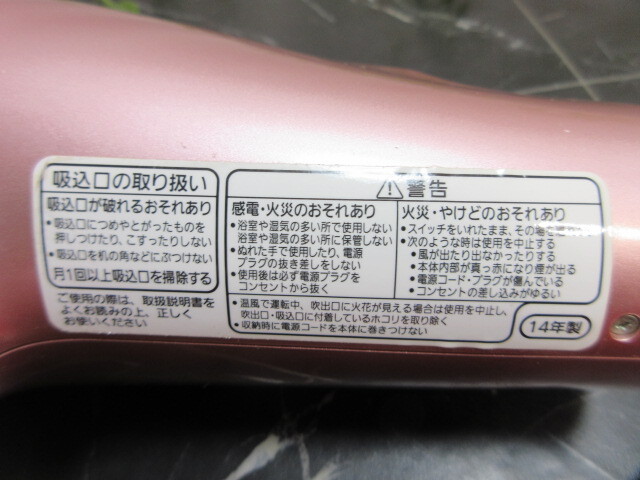 吸込口の取り扱い
吸込口が破れるおそれあり
・吸込口につめやとがったものを
押しつけたり、こすったりしない
・吸込口を机の角などにぶつけない
月1回以上吸込口を掃除する
ご使用の際は、取扱説明書を
よくお読みの上、正しく
お使いください
警告
感電・火災のおそれあり
・浴室や湿気の多い所で使用しない
浴室や湿気の多い所に保管しない
・ぬれた手で使用したり、電源
プラグの抜き差しをしない
・使用後は必ず電源プラグを
コンセントから抜く
火災・やけどのおそれあり
・スイッチをいれたまま、その場を
・次のような時は使用を中止する
・風が出たり出なかったりする
・本体内部が真っ赤になり煙が出る
・電源コード・プラグが傷んでいる
・コンセントの差し込みがゆるい
・温風で運転中、吹出口に火花が見える場合は使用を中止し、
吹出口・吸込口に付着しているホコリを取り除く
・収納時に電源コードを本体に巻きつけない
14年製